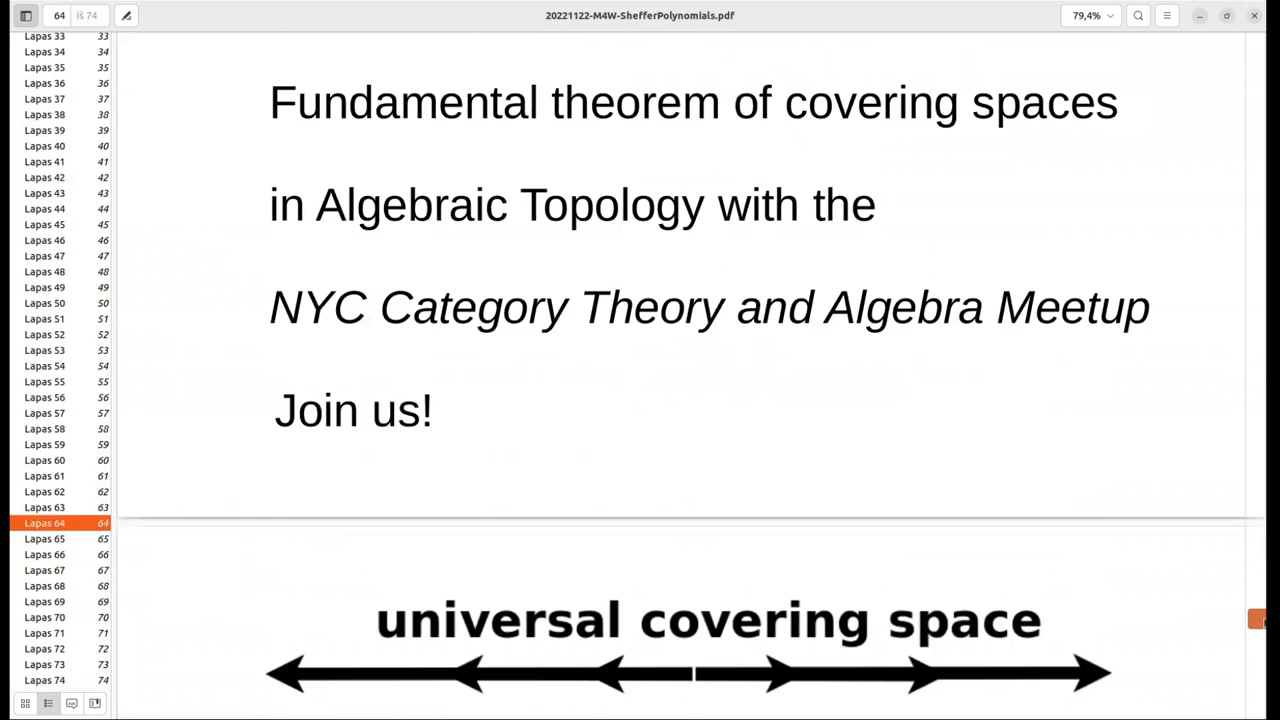 64
iš 74
20221122-M4W-ShefferPolynomials.pdf
79,4%
Lapas 33 33
Lapas 34 34
Lapas 35 35
Lapas 36 36
Lapas 37 37
Lapas 38 38
Lapas 39 39
Lapas 40 40
Lapas 41 41
Lapas 42 42
Lapas 43 43
Lapas 44 44
Lapas 45 45
Lapas 46 46
Lapas 47 47
Lapas 48 48
Lapas 49 49
Lapas 50 50
Lapas 51 51
Lapas 52 52
Lapas 53 53
Lapas 54 54
Lapas 55 55
Lapas 56 56
Lapas 57 57
Lapas 58 58
Lapas 59 59
Lapas 60 60
Lapas 61 61
Lapas 62 62
Lapas 63 63
Lapas 64 64
Lapas 65 65
Lapas 66 66
Lapas 67 67
Lapas 68 68
Lapas 69 69
Lapas 70 70
Lapas 71 71
Lapas 72 72
Lapas 73 73
Lapas 74 74
Fundamental theorem of covering spaces
in Algebraic Topology with the
NYC Category Theory and Algebra Meetup
Join us!
universal covering space